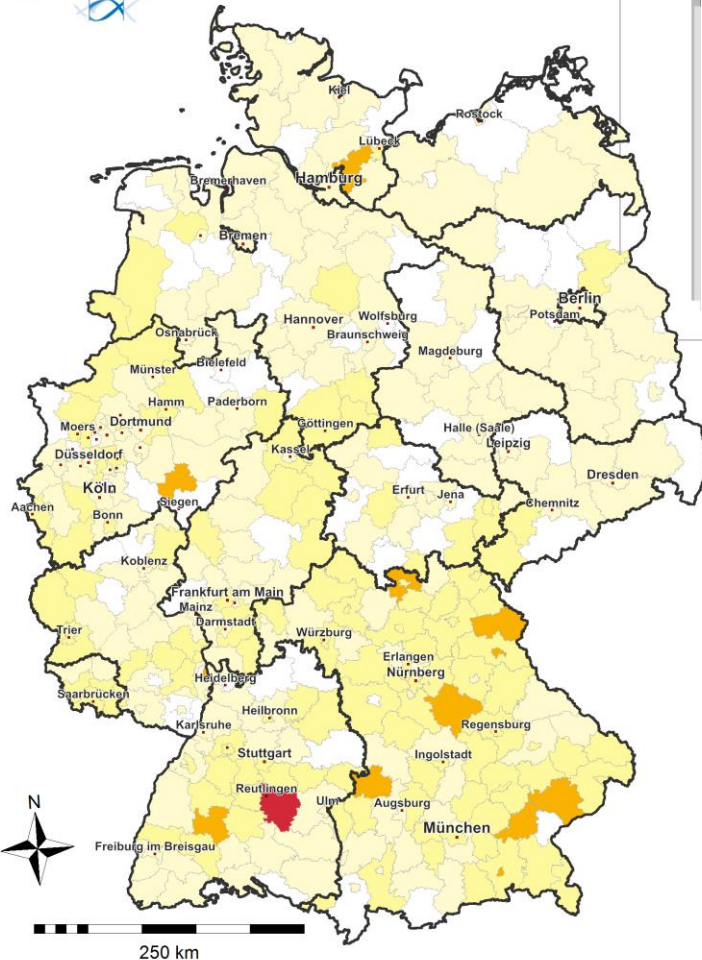 Kiel
Rostock
Lübeck
Hamburg
Bremerhaven
Bremen
Berlin
Potsdam
Hannover
Wolfsburg
Braunschweig
Osnabrück
Bielefeld
Magdeburg
Münster
Hamm
Paderborn
Moers
Dortmund
Göttingen
Halle (Saale)
Leipzig
Düsseldorf
Kassel
Dresden
Köln
Siegen
Erfurt
Jena
Chemnitz
Aachen
Bonn
Koblenz
Frankfurt am Main
Mainz
Darmstadt
Trier
Würzburg
Erlangen
Nürnberg
Heidelberg
Saarbrücken
Heilbronn
Karlsruhe
Regensburg
Stuttgart
Ingolstadt
Reutlingen
Ulm
Augsburg
München
N
Freiburg im Breisgau
250 km